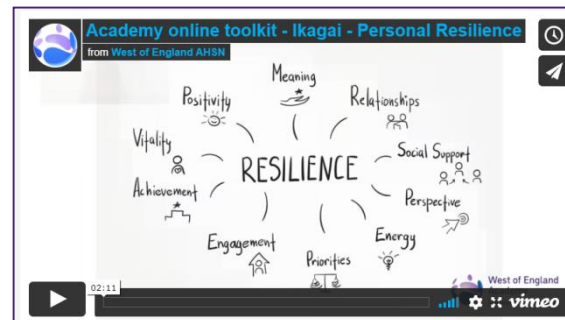 Academy online toolkit - Ikagai - Personal Resilience
from West of England AHSN
Meaning
Positivity
Relationships
Vitality
Social Support
RESILIENCE
Achievement
Perspective
Engagement
Energy
Priorities
West of England
02:11
vimeo